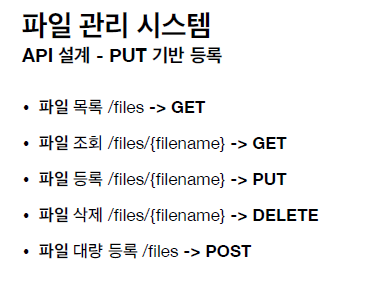 파일 관리 시스템
API 설계 - PUT 기반 등록
• 파일 목록 /files -> GET
• 파일 조회 /files/{filename} -> GET
• 파일 등록 /files/{filename} -> PUT
• 파일 삭제 /files/{filename} -> DELETE
• 파일 대량 등록 /files -> POST